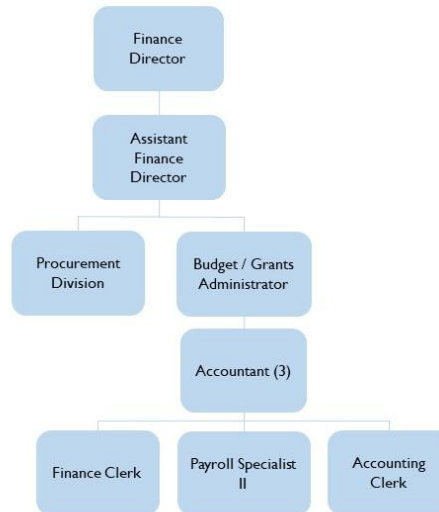 Finance
Director
Assistant
Finance
Director
Procurement
Division
Budget / Grants
Administrator
Accountant (3)
Finance Clerk
Payroll Specialist
II
Accounting
Clerk